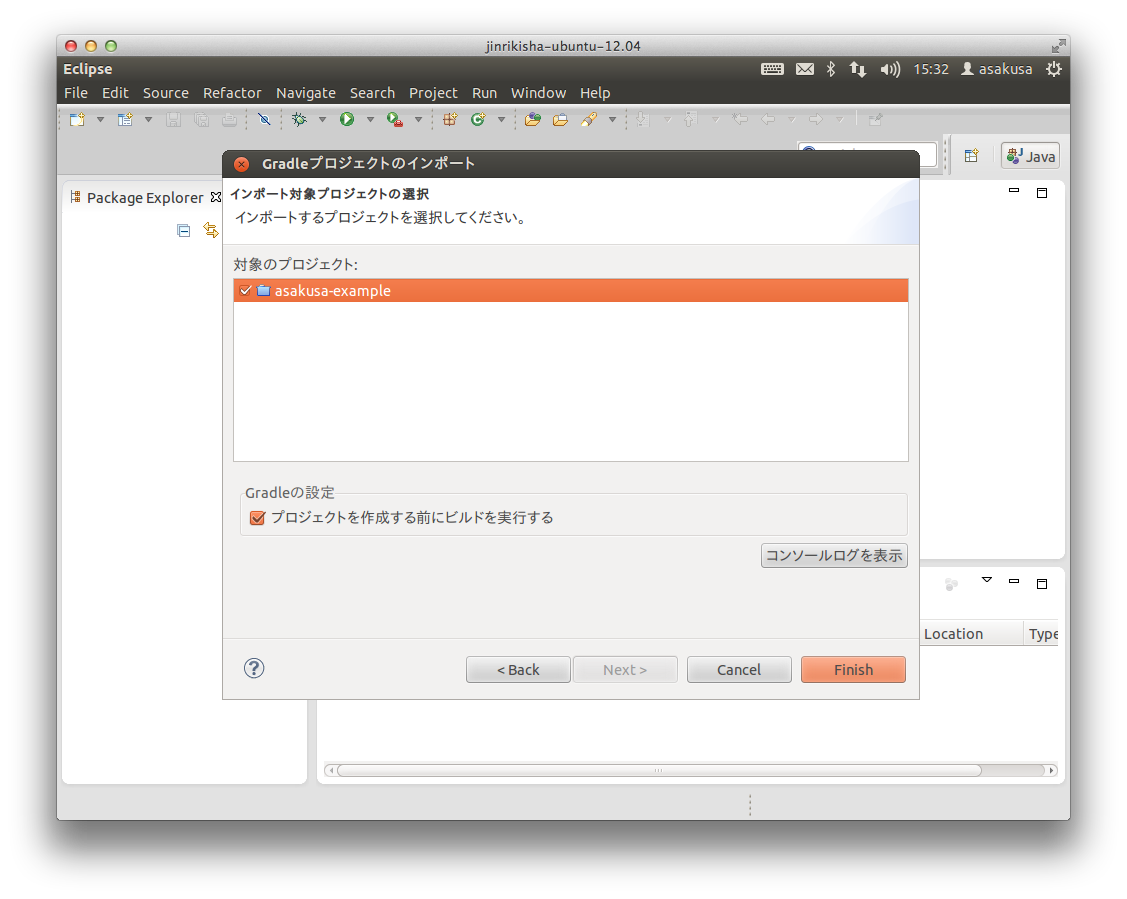 jinrikisha-ubuntu-12.04
Eclipse
15:32 asakusa
File Edit Source Refactor Navigate Search Project Run Window Help
Java
Gradleプロジェクトのインポート
Package Explorer
インポート対象プロジェクトの選択
インポートするプロジェクトを選択してください。
対象のプロジェクト:
asakusa-example
Gradleの設定
プロジェクトを作成する前にビルドを実行する
コンソールログを表示
Location Type
< Back Next > Cancel Finish